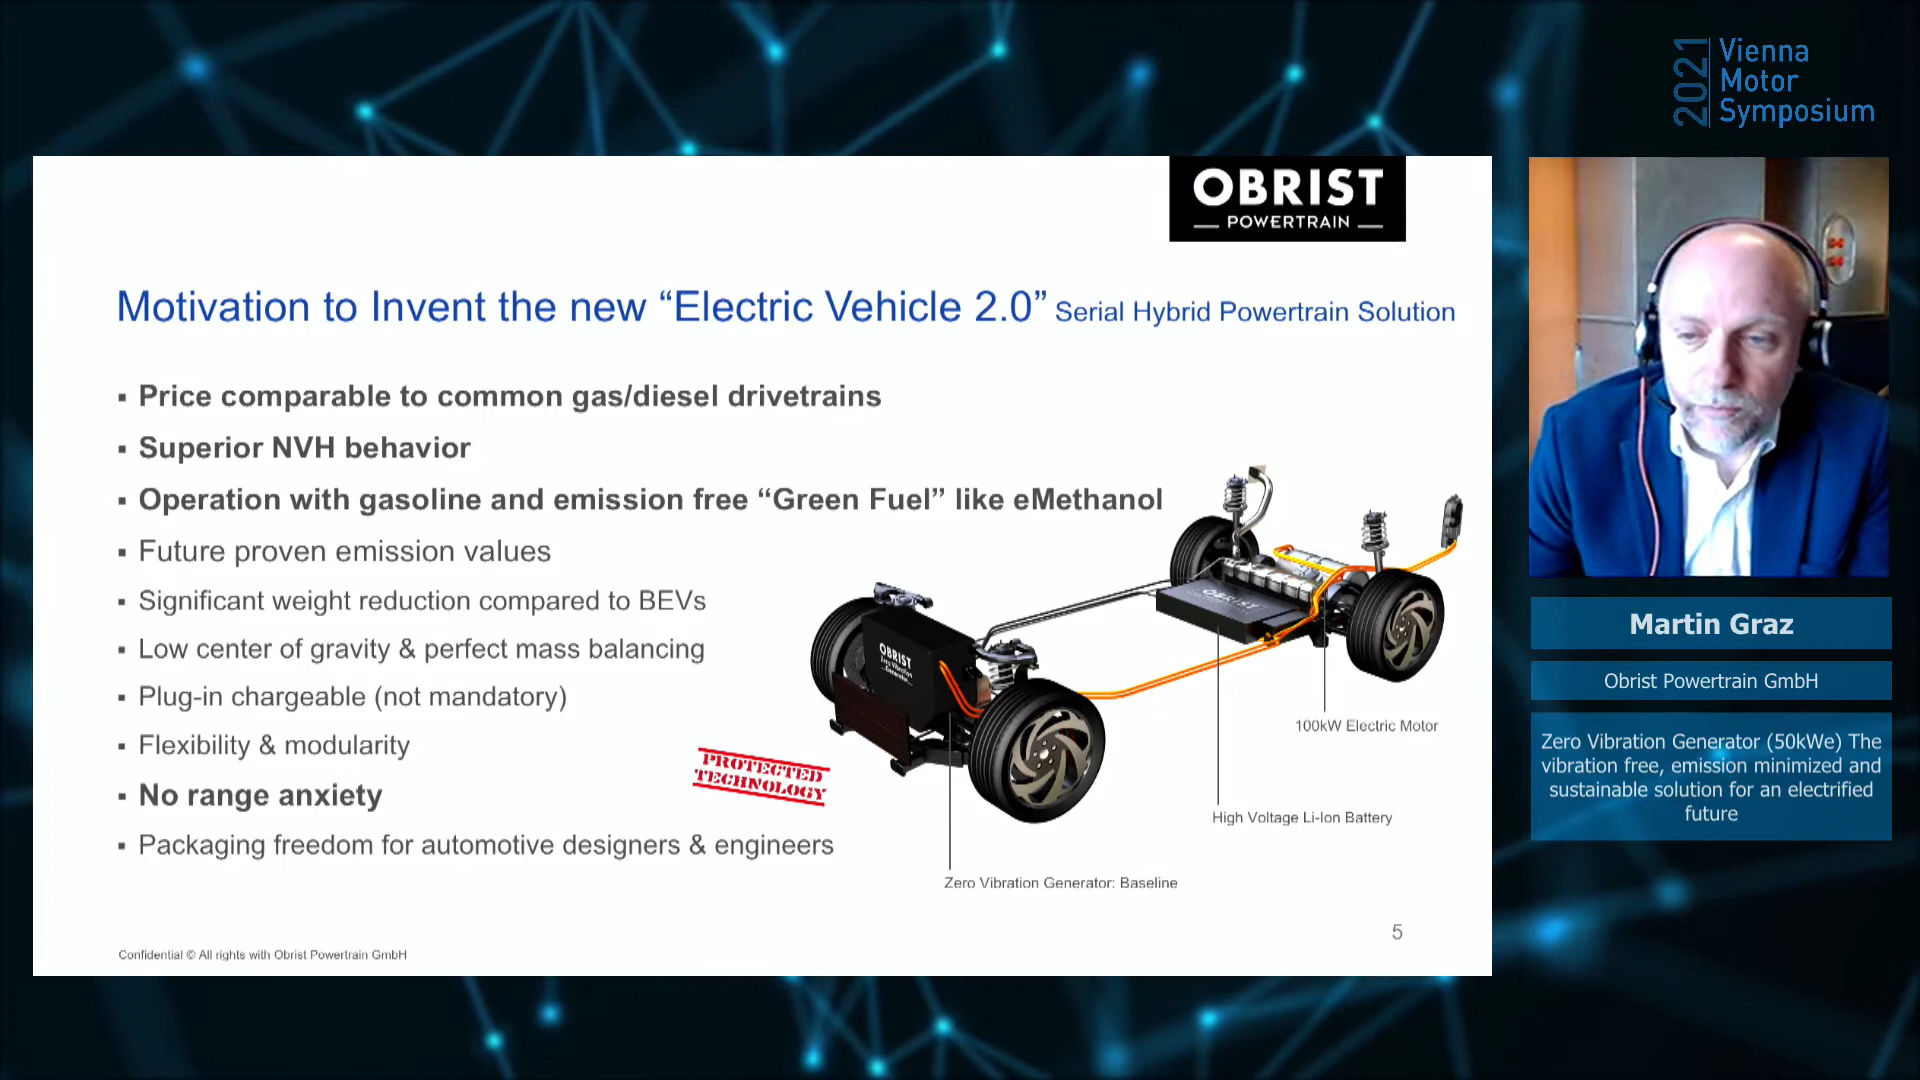 2021
Vienna
Motor
Symposium
OBRIST
POWERTRAIN
Motivation to Invent the new “Electric Vehicle 2.0” Serial Hybrid Powertrain Solution
▪ Price comparable to common gas/diesel drivetrains
▪ Superior NVH behavior
▪ Operation with gasoline and emission free “Green Fuel” like eMethanol
▪ Future proven emission values
▪ Significant weight reduction compared to BEVs
▪ Low center of gravity & perfect mass balancing
▪ Plug-in chargeable (not mandatory)
▪ Flexibility & modularity
▪ No range anxiety
▪ Packaging freedom for automotive designers & engineers
PROTECTED
TECHNOLOGY
OBRIST
Zero Vibration
Generator
OBRIST
100kW Electric Motor
High Voltage Li-Ion Battery
Zero Vibration Generator: Baseline
5
Confidential © All rights with Obrist Powertrain GmbH
Martin Graz
Obrist Powertrain GmbH
Zero Vibration Generator (50kWe) The
vibration free, emission minimized and
sustainable solution for an electrified
future